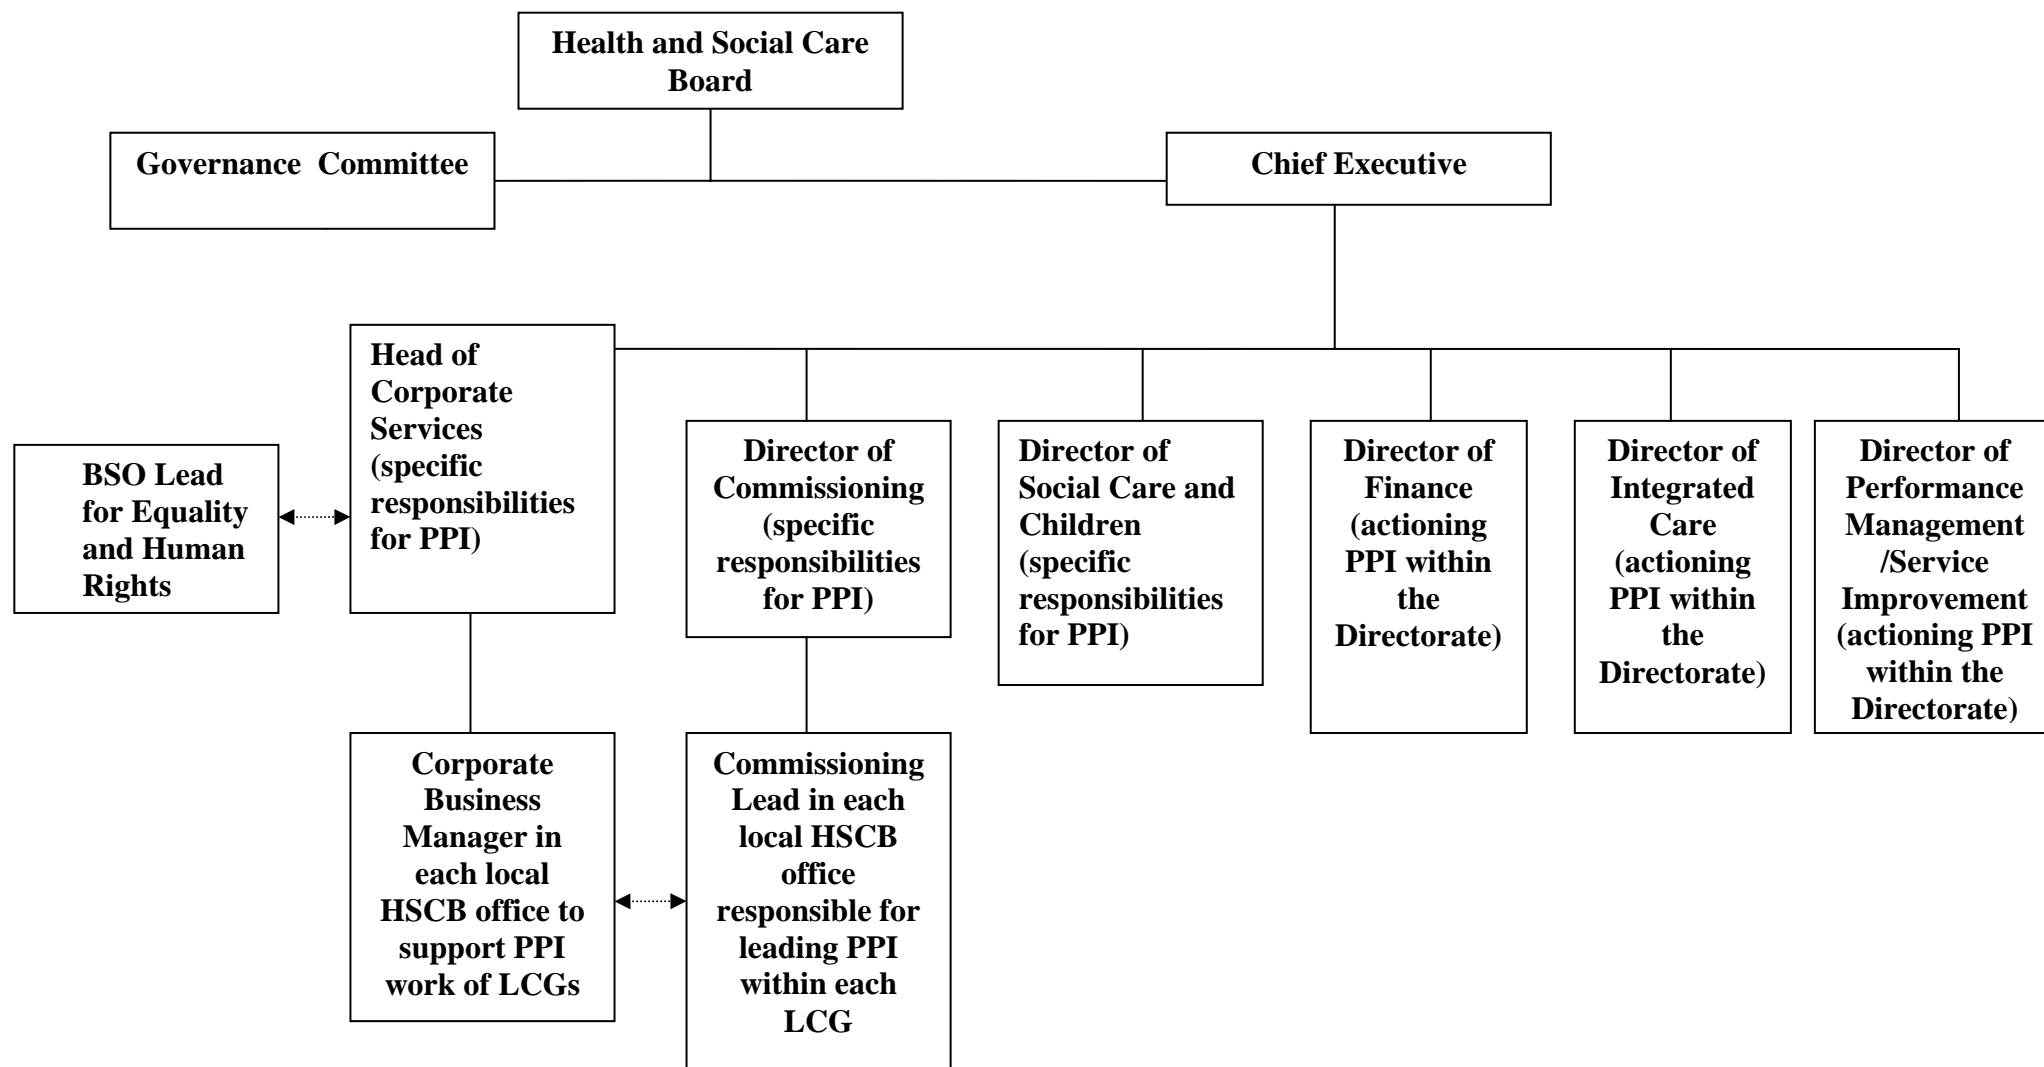 Health and Social Care
Board
Governance Committee
Chief Executive
Head of
Corporate
Services
(specific
responsibilities
for PPI)
BSO Lead
for Equality
and Human
Rights
Director of
Commissioning
(specific
responsibilities
for PPI)
Director of
Social Care and
Children
(specific
responsibilities
for PPI)
Director of
Finance
(actioning
PPI within
the
Directorate)
Director of
Integrated
Care
(actioning
PPI within
the
Directorate)
Director of
Performance
Management
/Service
Improvement
(actioning PPI
within the
Directorate)
Corporate
Business
Manager in
each local
HSCB office to
support PPI
work of LCGs
Commissioning
Lead in each
local HSCB
office
responsible for
leading PPI
within each
LCG